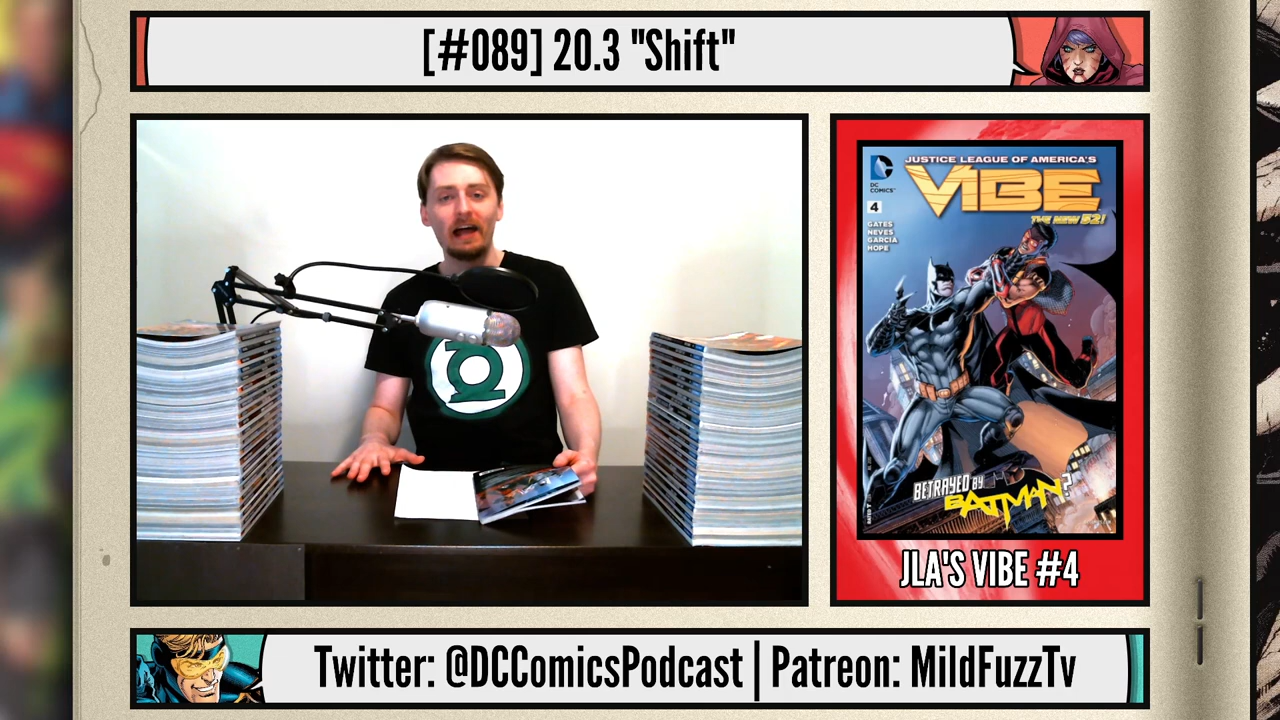 [#089] 20.3 "Shift"
JUSTICE LEAGUE OF AMERICA'S
VIBE
THE NEW 52!
DC
COMICS
4
GATES
NEVES
GARCIA
HOPE
BETRAYED BY
BATMAN?
JLA'S VIBE #4
Twitter: @DCComicsPodcast | Patreon: MildFuzzTv